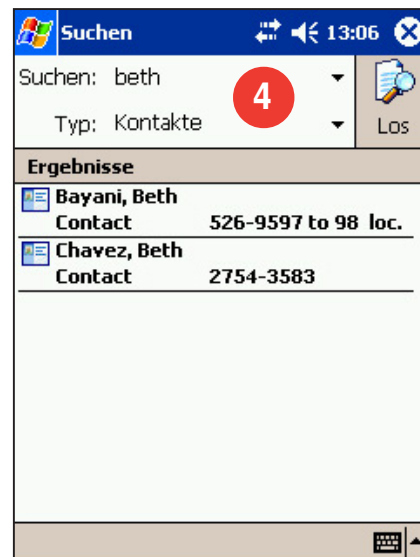 Suchen 13:06
Suchen: beth
4
Typ: Kontakte
Los
Ergebnisse
Bayani, Beth
Contact 526-9597 to 98 loc.
Chavez, Beth
Contact 2754-3583